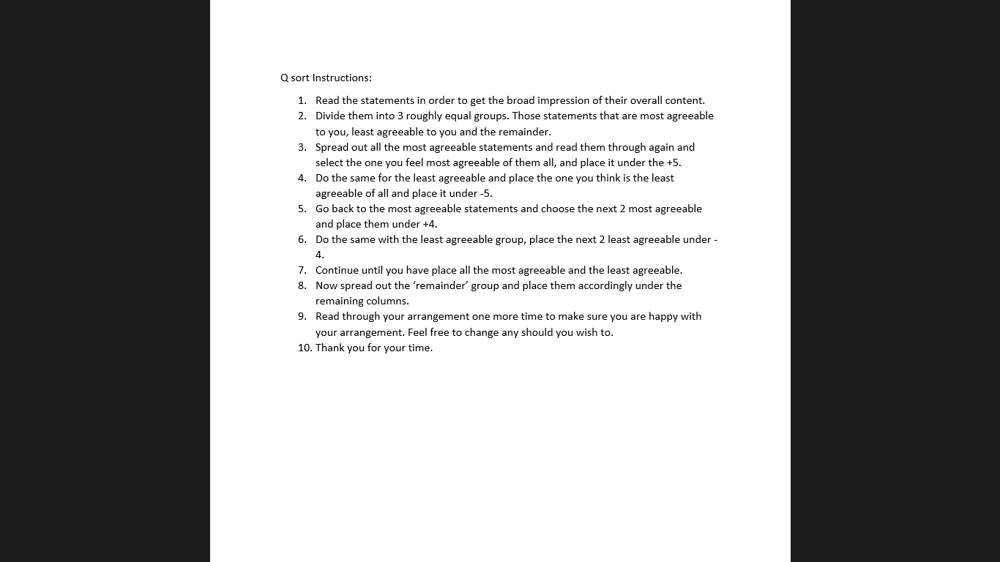 Q sort Instructions:
1. Read the statements in order to get the broad impression of their overall content.
2. Divide them into 3 roughly equal groups. Those statements that are most agreeable
to you, least agreeable to you and the remainder.
3. Spread out all the most agreeable statements and read them through again and
select the one you feel most agreeable of them all, and place it under the +5.
4. Do the same for the least agreeable and place the one you think is the least
agreeable of all and place it under -5.
5. Go back to the most agreeable statements and choose the next 2 most agreeable
and place them under +4.
6. Do the same with the least agreeable group, place the next 2 least agreeable under -
4.
7. Continue until you have place all the most agreeable and the least agreeable.
8. Now spread out the ‘remainder’ group and place them accordingly under the
remaining columns.
9. Read through your arrangement one more time to make sure you are happy with
your arrangement. Feel free to change any should you wish to.
10. Thank you for your time.